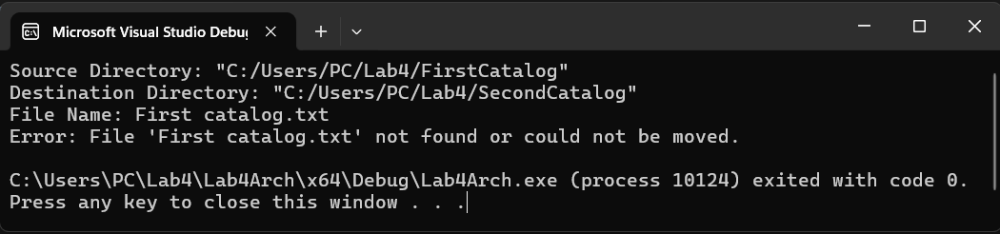 Microsoft Visual Studio Debug
Source Directory: "C:/Users/PC/Lab4/FirstCatalog"
Destination Directory: "C:/Users/PC/Lab4/SecondCatalog"
File Name: First catalog.txt
Error: File 'First catalog.txt' not found or could not be moved.
C:\Users\PC\Lab4\Lab4Arch\x64\Debug\Lab4Arch.exe (process 10124) exited with code 0.
Press any key to close this window . . .